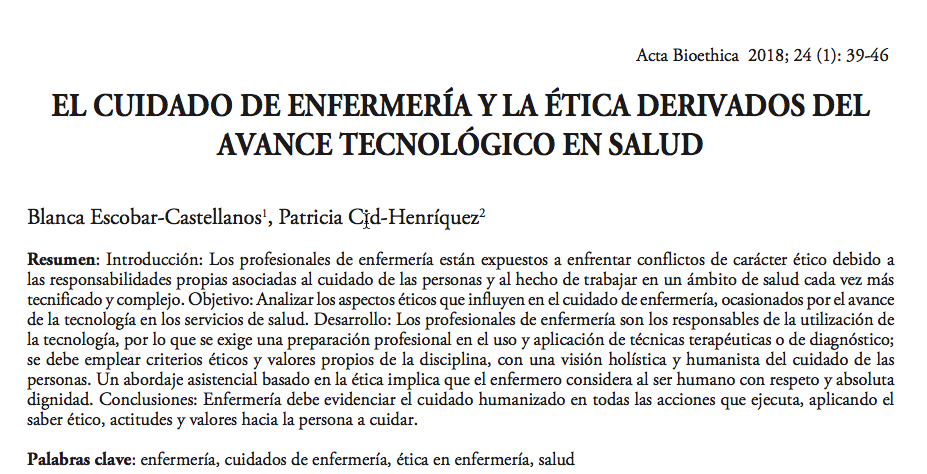 Acta Bioethica 2018; 24 (1): 39-46
EL CUIDADO DE ENFERMERÍA Y LA ÉTICA DERIVADOS DEL
AVANCE TECNOLÓGICO EN SALUD
Blanca Escobar-Castellanos¹, Patricia Cid-Henríquez²
Resumen: Introducción: Los profesionales de enfermería están expuestos a enfrentar conflictos de carácter ético debido a
las responsabilidades propias asociadas al cuidado de las personas y al hecho de trabajar en un ámbito de salud cada vez más
tecnificado y complejo. Objetivo: Analizar los aspectos éticos que influyen en el cuidado de enfermería, ocasionados por el avance
de la tecnología en los servicios de salud. Desarrollo: Los profesionales de enfermería son los responsables de la utilización de
la tecnología, por lo que se exige una preparación profesional en el uso y aplicación de técnicas terapéuticas o de diagnóstico;
se debe emplear criterios éticos y valores propios de la disciplina, con una visión holística y humanista del cuidado de las
personas. Un abordaje asistencial basado en la ética implica que el enfermero considera al ser humano con respeto y absoluta
dignidad. Conclusiones: Enfermería debe evidenciar el cuidado humanizado en todas las acciones que ejecuta, aplicando el
saber ético, actitudes y valores hacia la persona a cuidar.
Palabras clave: enfermería, cuidados de enfermería, ética en enfermería, salud